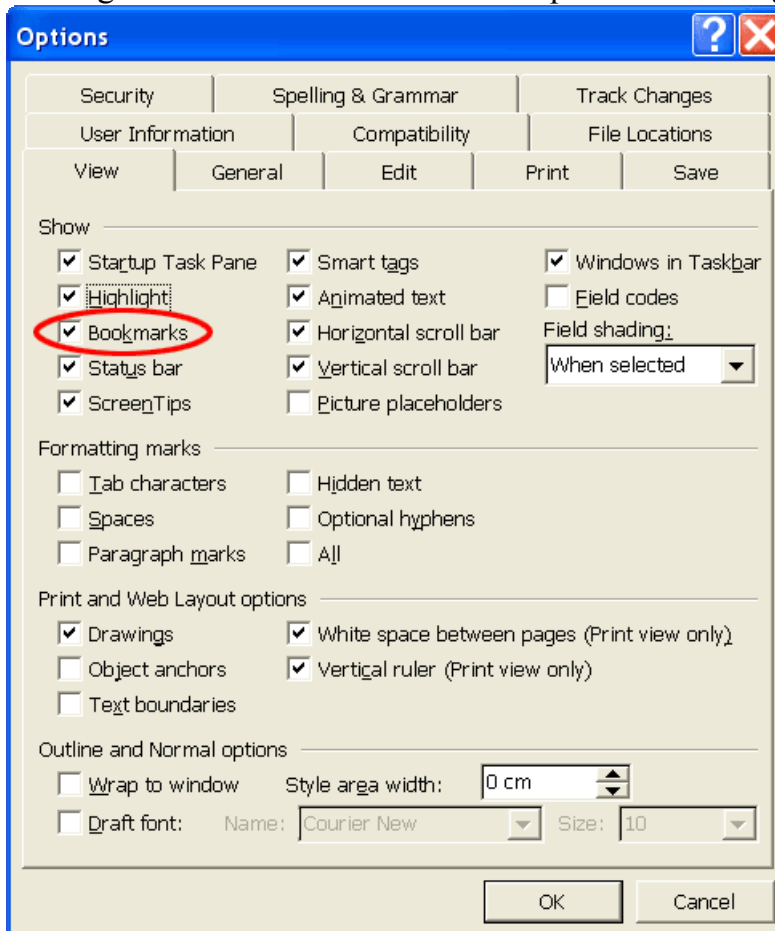 Options
Security Spelling & Grammar Track Changes
User Information Compatibility File Locations
View General Edit Print Save
Show
Startup Task Pane Smart tags Windows in Taskbar
Highlight Animated text Field codes
Bookmarks Horizontal scroll bar Field shading:
Status bar Vertical scroll bar When selected
ScreenTips Picture placeholders
Formatting marks
Tab characters Hidden text
Spaces Optional hyphens
Paragraph marks All
Print and Web Layout options
Drawings White space between pages (Print view only)
Object anchors Vertical ruler (Print view only)
Text boundaries
Outline and Normal options
Wrap to window Style area width: 0 cm
Draft font: Name: Courier New Size: 10
OK Cancel